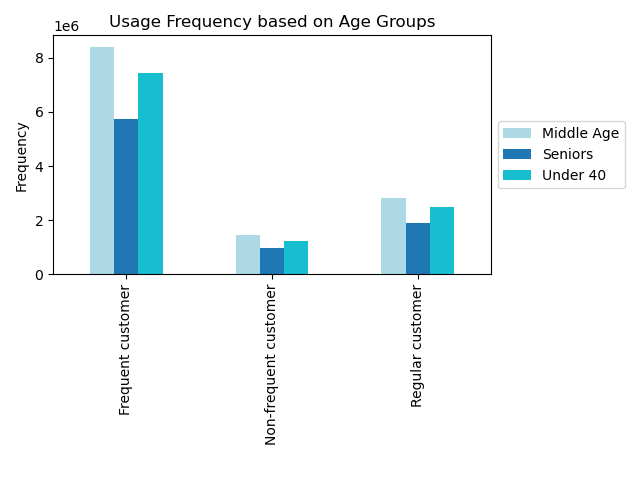 Usage Frequency based on Age Groups
1e6
8
6
4
2
0
Frequency
Frequent customer
Non-frequent customer
Regular customer
Middle Age
Seniors
Under 40